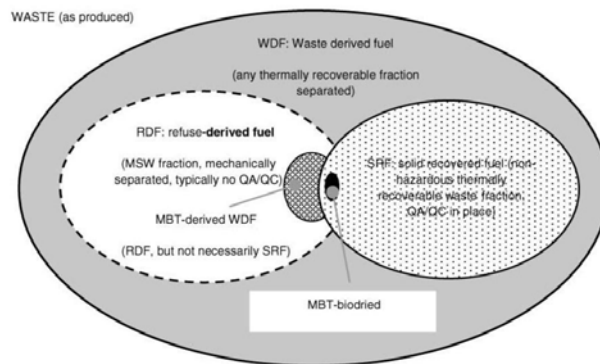 WASTE (as produced)
WDF: Waste derived fuel
(any thermally recoverable fraction
separated)
RDF: refuse-derived fuel
(MSW fraction, mechanically
separated, typically no QA/QC)
MBT-derived WDF
(RDF, but not necessarily SRF)
SRF: solid recovered fuel (non-
hazardous thermally
recoverable waste fraction,
QA/QC in place)
MBT-biodried